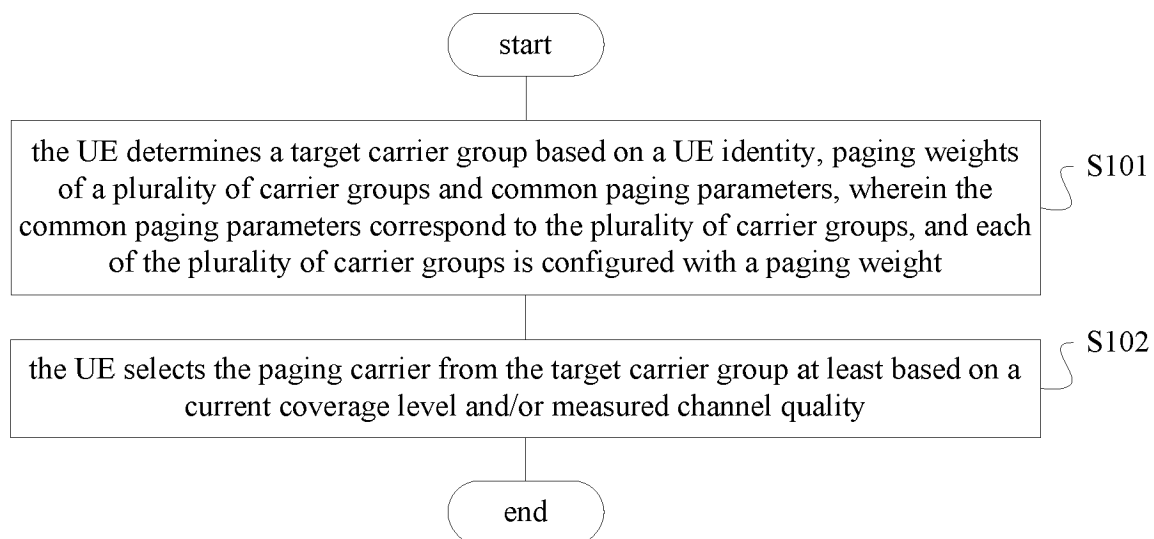 start
the UE determines a target carrier group based on a UE identity, paging weights
of a plurality of carrier groups and common paging parameters, wherein the
common paging parameters correspond to the plurality of carrier groups, and each
of the plurality of carrier groups is configured with a paging weight
S101
the UE selects the paging carrier from the target carrier group at least based on a
current coverage level and/or measured channel quality
S102
end